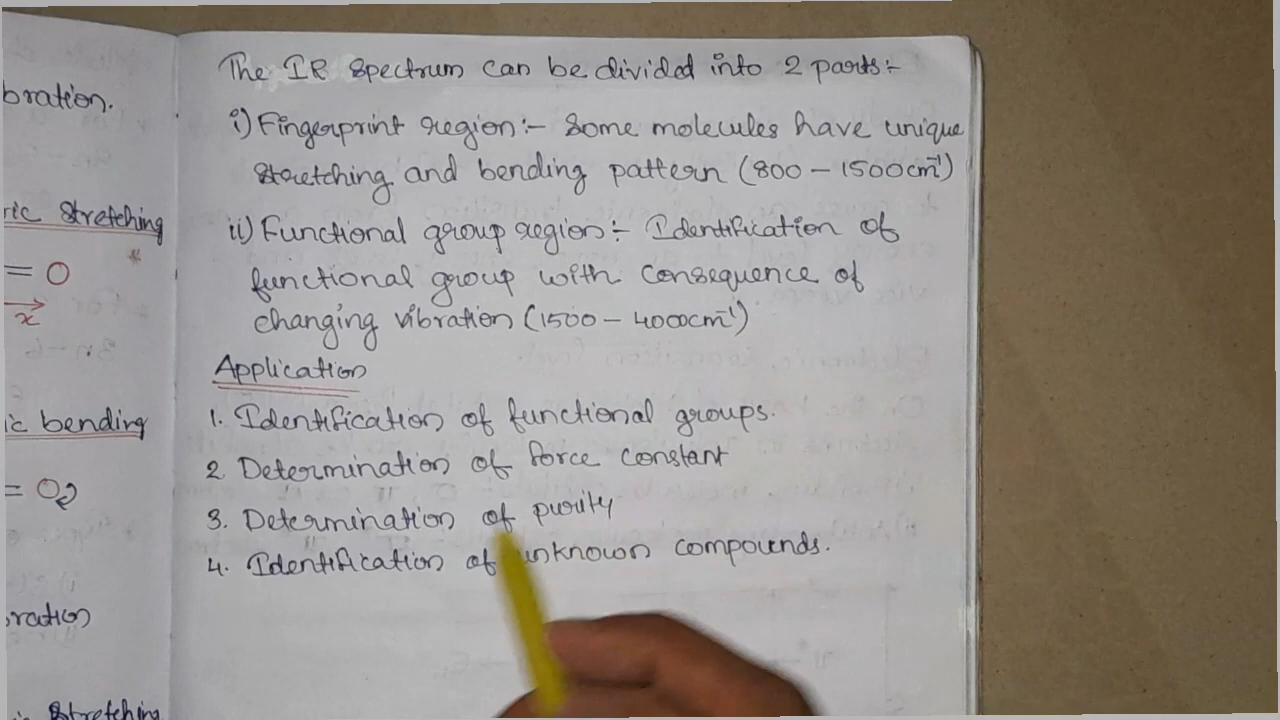 The IR spectrum can be divided into 2 parts:-
i) Fingerprint region:- Some molecules have unique
stretching and bending pattern (800 - 1500cm⁻¹)
ii) Functional group region:- Identification of
functional group with consequence of
changing vibration (1500 - 4000cm⁻¹)
Application
1. Identification of functional groups.
2. Determination of force constant
3. Determination of purity
4. Identification of unknown compounds.
bration.
ric stretching
= O
x
ic bending
= O
ration
stretching